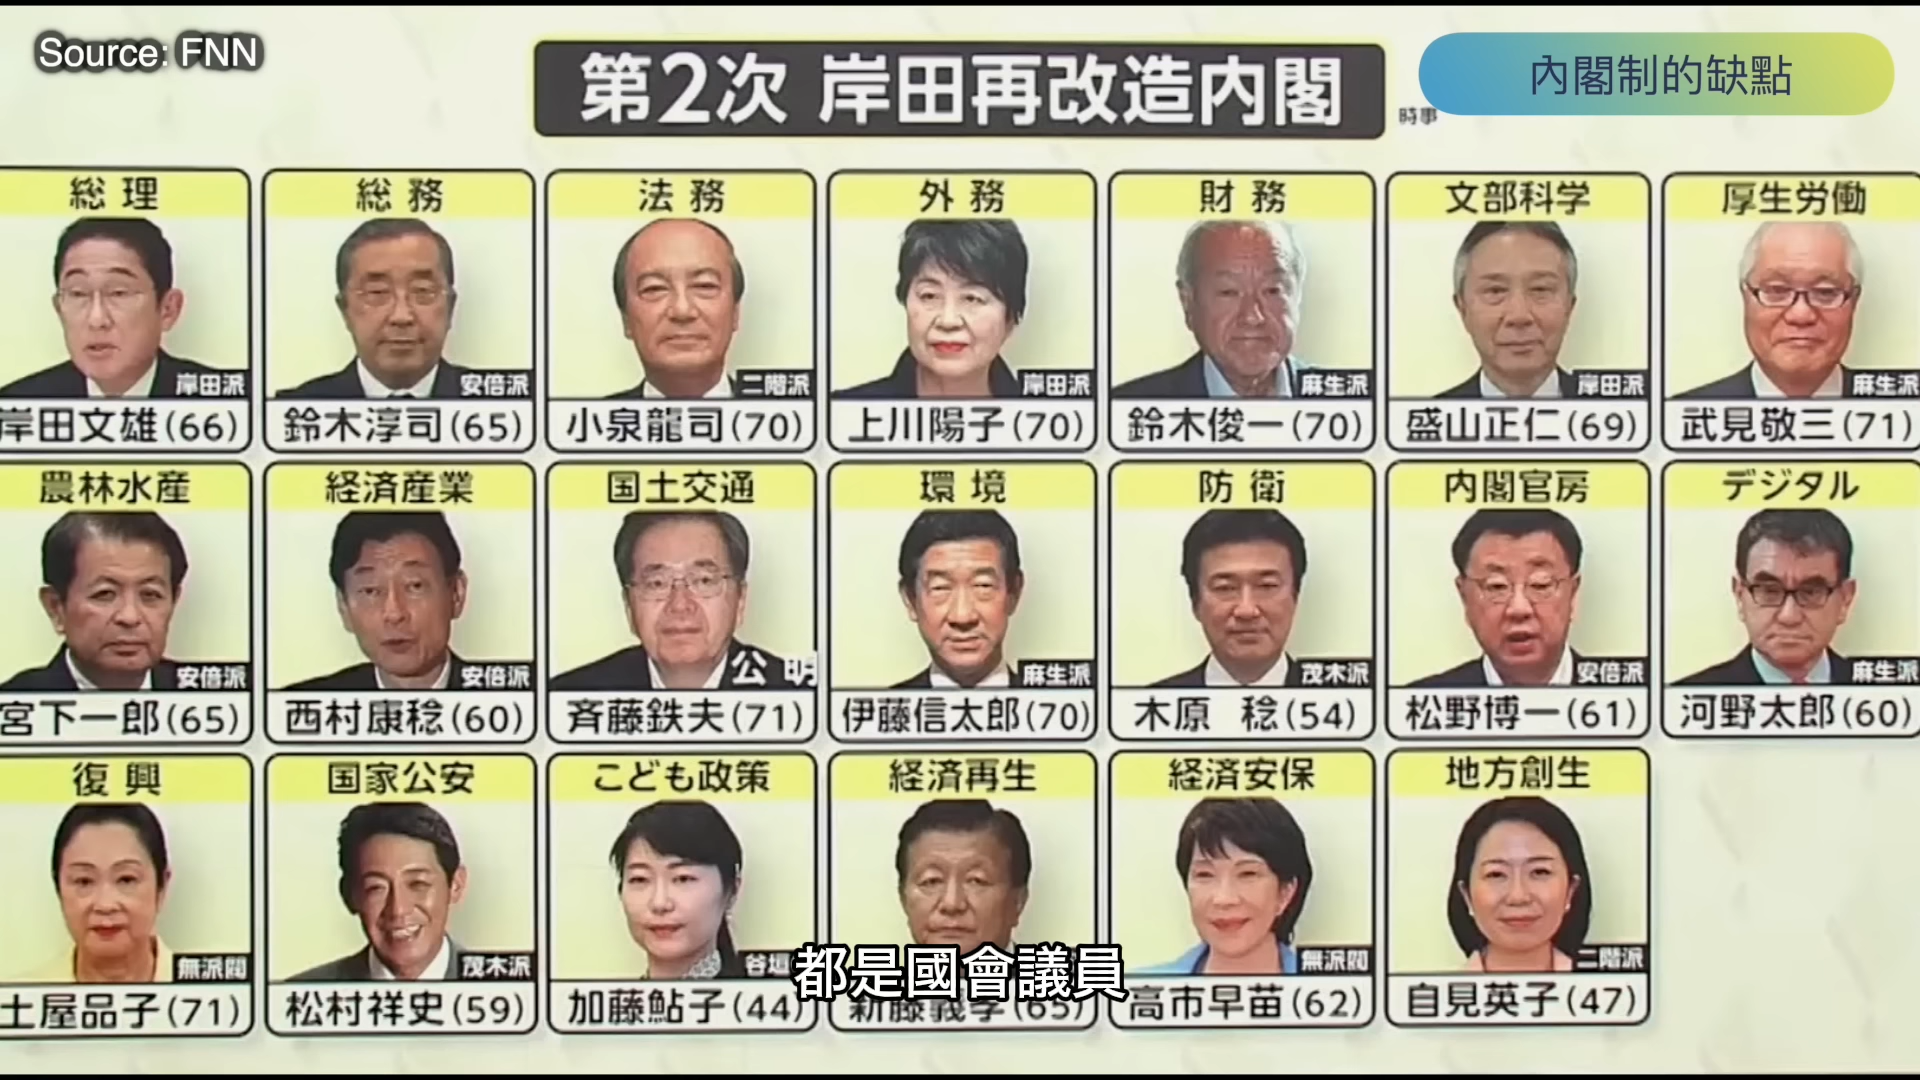 Source: FNN
第2次 岸田再改造内閣
內閣制的缺點
時事
総理
総務
法務
外務
財務
文部科学
厚生労働
岸田派
安倍派
二階派
岸田派
麻生派
岸田派
麻生派
岸田文雄(66)
鈴木淳司(65)
小泉龍司(70)
上川陽子(70)
鈴木俊一(70)
盛山正仁(69)
武見敬三(71)
農林水産
経済産業
国土交通
環境
防衛
内閣官房
デジタル
安倍派
安倍派
公明
麻生派
茂木派
安倍派
麻生派
宮下一郎(65)
西村康稔(60)
斉藤鉄夫(71)
伊藤信太郎(70)
木原 稔(54)
松野博一(61)
河野太郎(60)
復興
国家公安
こども政策
経済再生
経済安保
地方創生
無派閥
茂木派
谷垣
無派閥
二階派
都是國會議員
土屋品子(71)
松村祥史(59)
加藤鮎子(44)
新藤義孝(65)
高市早苗(62)
自見英子(47)